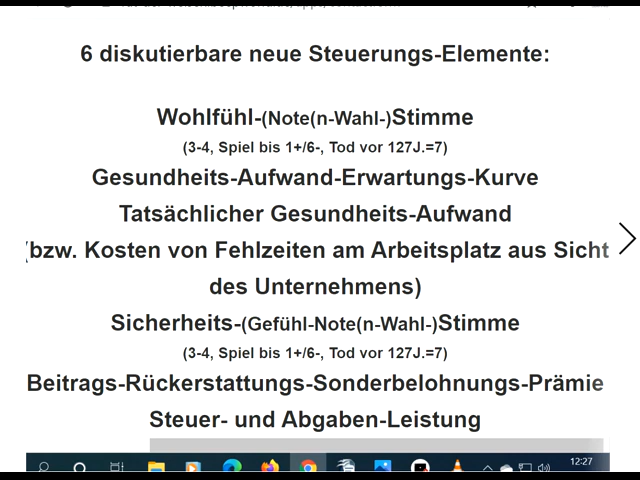 6 diskutierbare neue Steuerungs-Elemente:
Wohlfühl-(Note(n-Wahl-)Stimme
(3-4, Spiel bis 1+/6-, Tod vor 127J.=7)
Gesundheits-Aufwand-Erwartungs-Kurve
Tatsächlicher Gesundheits-Aufwand
(bzw. Kosten von Fehlzeiten am Arbeitsplatz aus Sicht
des Unternehmens)
Sicherheits-(Gefühl-Note(n-Wahl-)Stimme
(3-4, Spiel bis 1+/6-, Tod vor 127J.=7)
Beitrags-Rückerstattungs-Sonderbelohnungs-Prämie
Steuer- und Abgaben-Leistung
12:27